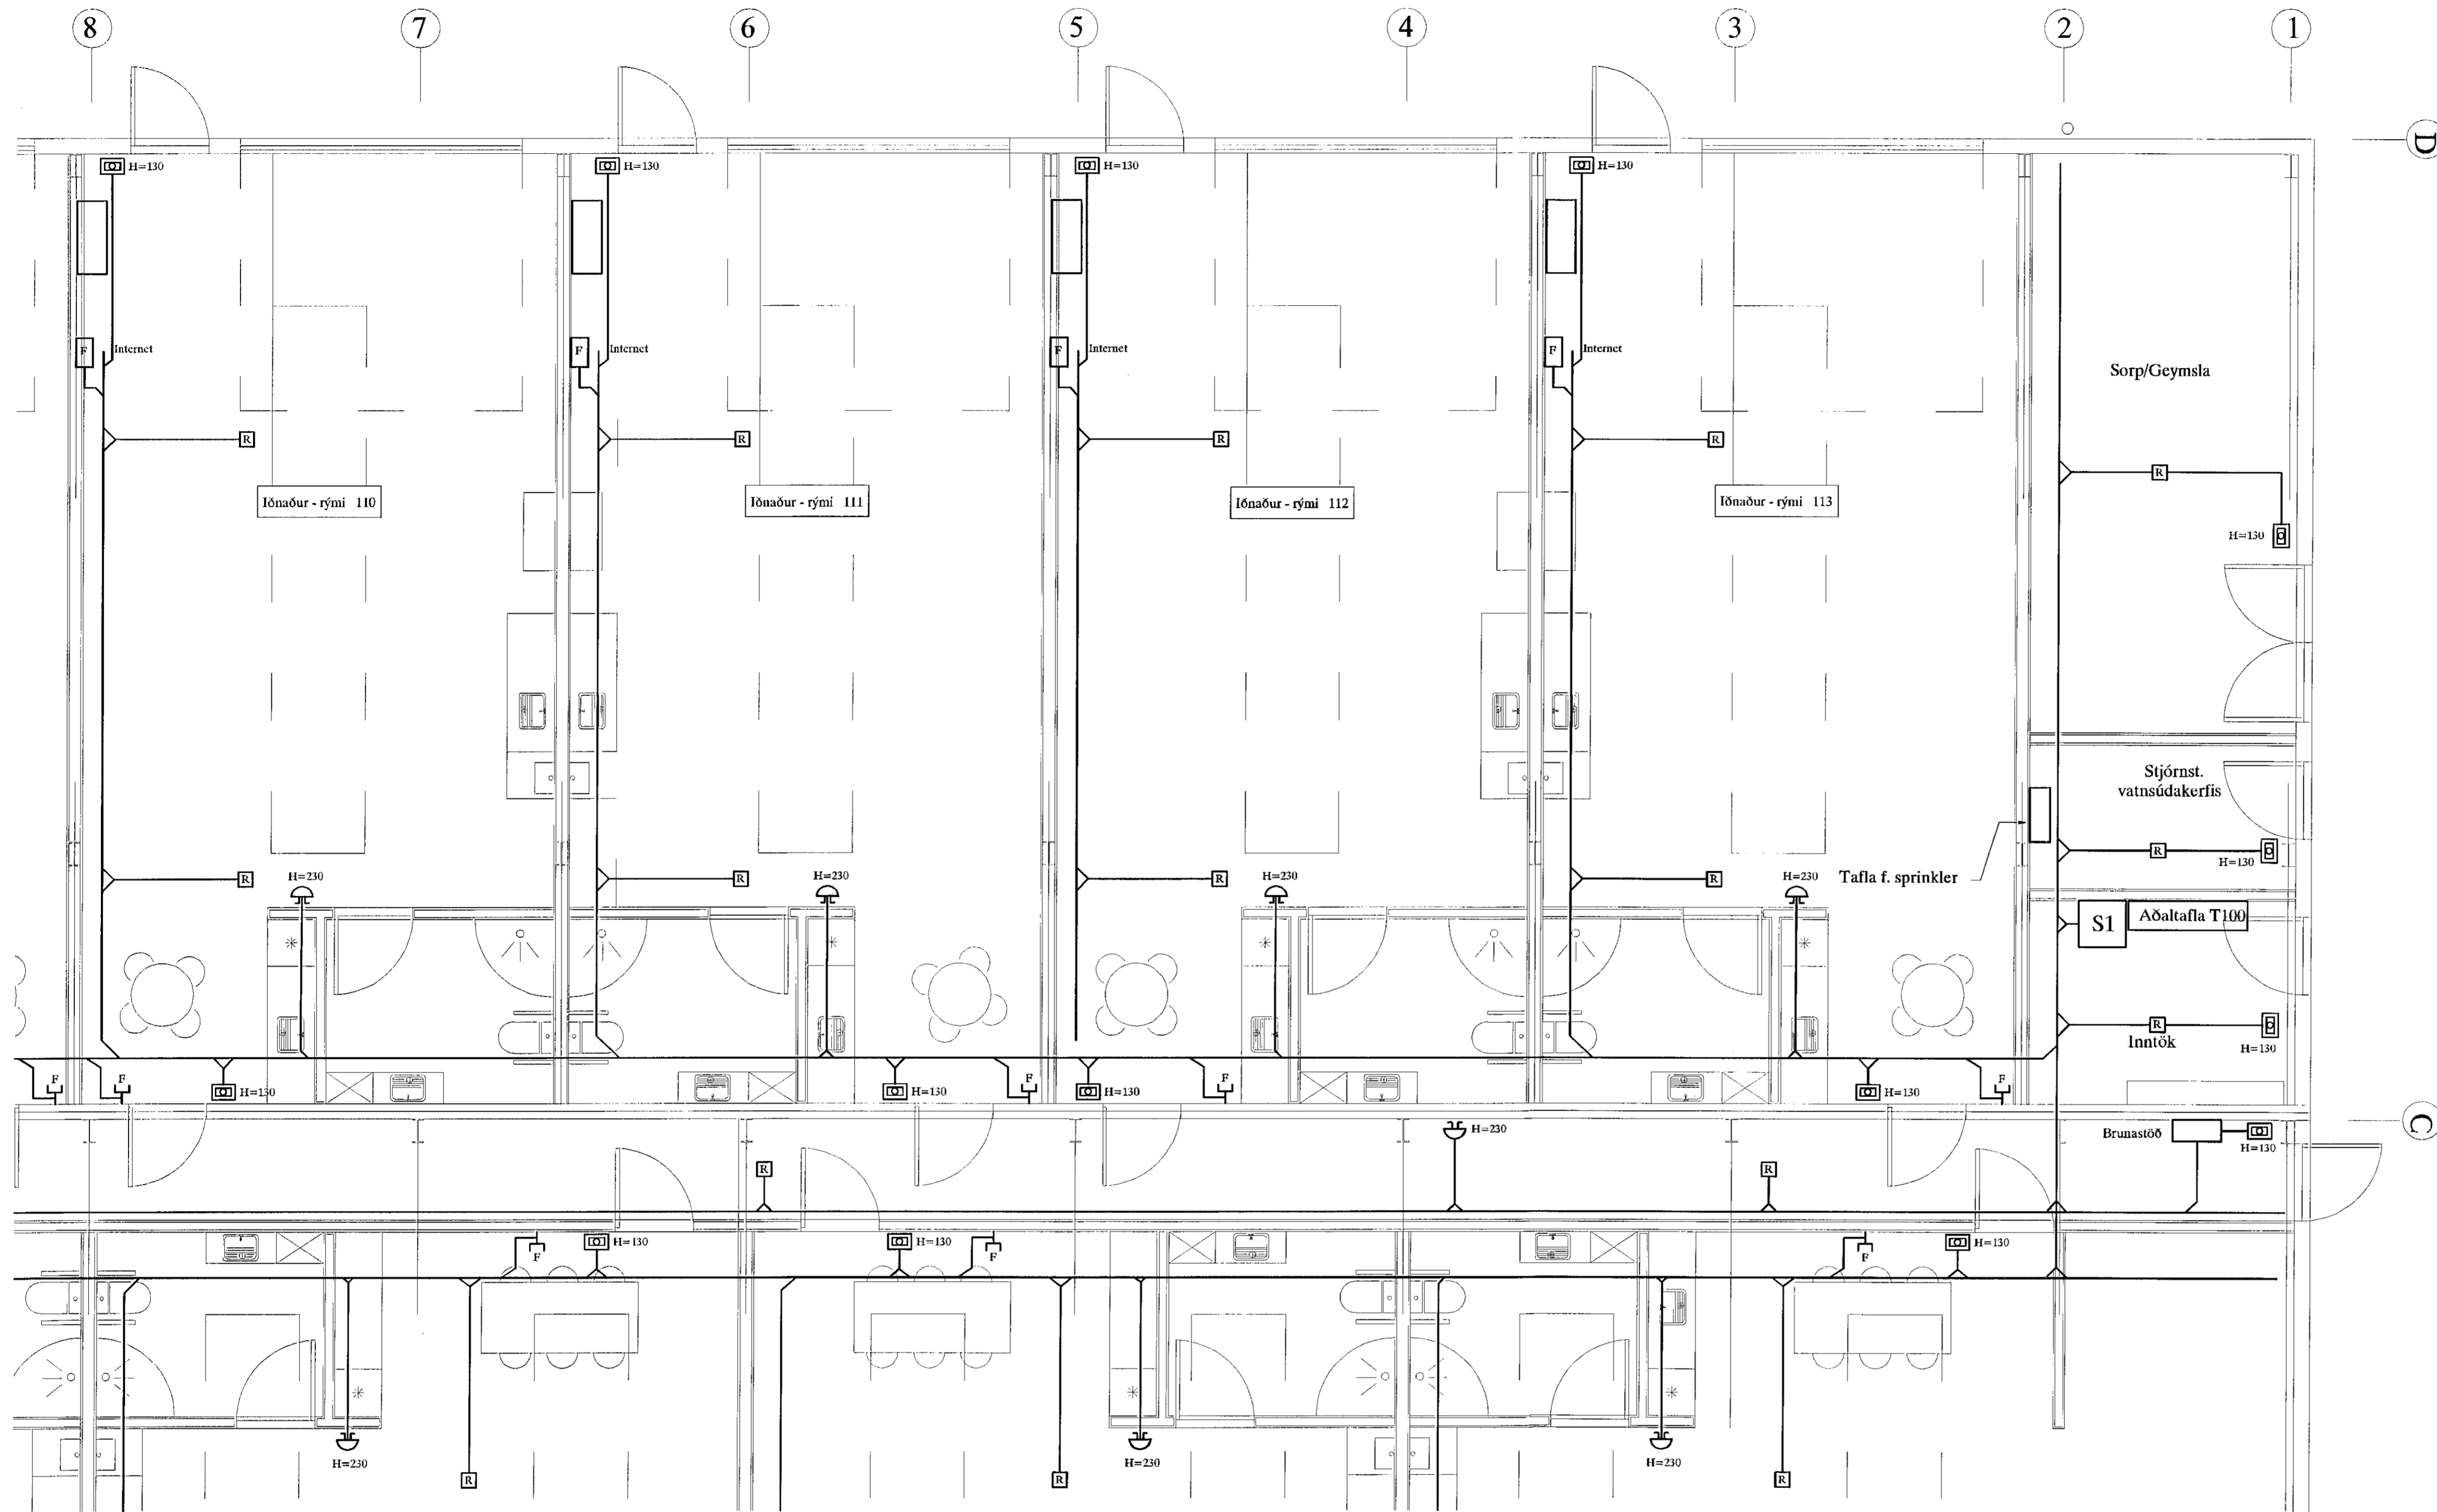 8 7 6 5 4 3 2 1
D
H=130 H=130 H=130 H=130
F Internet F Internet F Internet F Internet
Sorp/Geymsla
R R R R
R
Iðnaður - rými 110 Iðnaður - rými 111 Iðnaður - rými 112 Iðnaður - rými 113
H=130
Stjórnst.
vatnsúdakerfis
R
H=130
H=230 R H=230 R H=230 R H=230 R
Tafla f. sprinkler
S1 Aðaltafla T100
R
Inntök
H=130
F F H=130 H=130 F H=130 F H=130 F
C
H=230
Brunastöð
H=130
R R
F H=130 H=130 F F H=130
H=230 H=230 H=230
R R R